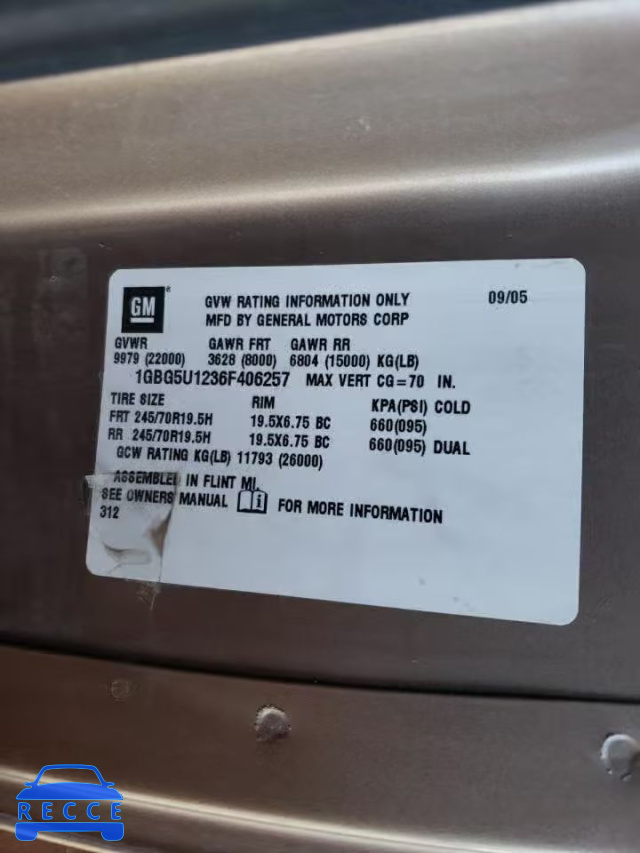 GM ® GVW RATING INFORMATION ONLY 09/05
MFD BY GENERAL MOTORS CORP
GVWR GAWR FRT GAWR RR
9979 (22000) 3628 (8000) 6804 (15000) KG(LB)
1GBG5U1236F406257 MAX VERT CG=70 IN.
TIRE SIZE RIM KPA(PSI) COLD
FRT 245/70R19.5H 19.5X6.75 BC 660(095)
RR 245/70R19.5H 19.5X6.75 BC 660(095) DUAL
GCW RATING KG(LB) 11793 (26000)
ASSEMBLED IN FLINT MI.
SEE OWNERS MANUAL i FOR MORE INFORMATION
312
RECCE